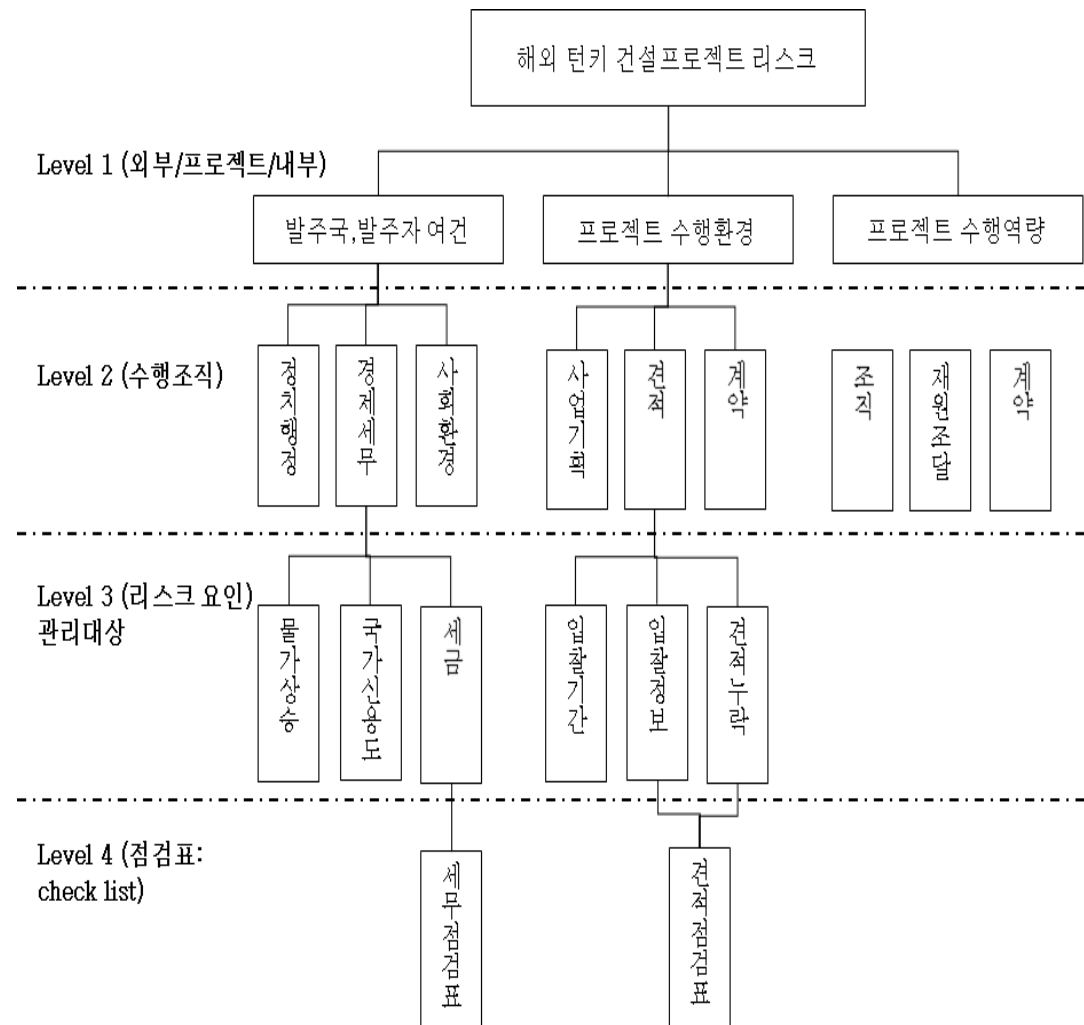 해외 턴키 건설프로젝트 리스크
Level 1 (외부/프로젝트/내부)
발주국,발주자 여건
프로젝트 수행환경
프로젝트 수행역량
Level 2 (수행조직)
정치행정
경제세무
사회환경
사업기획
견적
계약
조직
재원조달
계약
Level 3 (리스크 요인)
관리대상
물가상승
국가신용도
세금
입찰기간
입찰정보
견적누락
Level 4 (점검표:
check list)
세무점검표
견적점검표